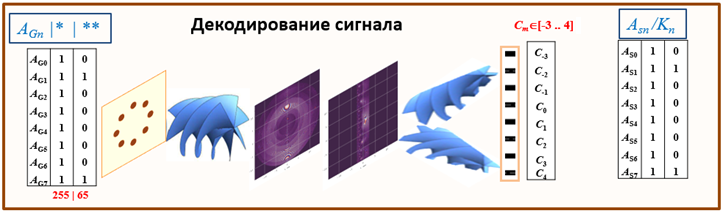 Декодирование сигнала
A_Gn |* | **
A_G0 1 0
A_G1 1 1
A_G2 1 0
A_G3 1 0
A_G4 1 0
A_G5 1 0
A_G6 1 0
A_G7 1 1
255 | 65
C_m∈[-3 .. 4]
C_-3
C_-2
C_-1
C_0
C_1
C_2
C_3
C_4
A_sn/K_n
A_S0 1 0
A_S1 1 1
A_S2 1 0
A_S3 1 0
A_S4 1 0
A_S5 1 0
A_S6 1 0
A_S7 1 1